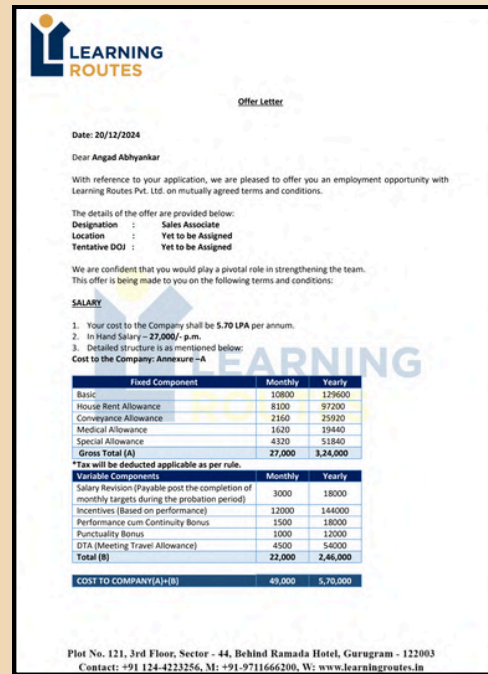 LEARNING
ROUTES
Offer Letter
Date: 20/12/2024
Dear Angad Abhyankar
With reference to your application, we are pleased to offer you an employment opportunity with
Learning Routes Pvt. Ltd. on mutually agreed terms and conditions.
The details of the offer are provided below:
Designation : Sales Associate
Location : Yet to be Assigned
Tentative DOJ : Yet to be Assigned
We are confident that you would play a pivotal role in strengthening the team.
This offer is being made to you on the following terms and conditions:
SALARY
1. Your cost to the Company shall be 5.70 LPA per annum.
2. In Hand Salary – 27,000/- p.m.
3. Detailed structure is as mentioned below:
Cost to the Company: Annexure –A
LEARNING
ROUTES
Fixed Component Monthly Yearly
Basic 10800 129600
House Rent Allowance 8100 97200
Conveyance Allowance 2160 25920
Medical Allowance 1620 19440
Special Allowance 4320 51840
Gross Total (A) 27,000 3,24,000
*Tax will be deducted applicable as per rule.
Variable Components Monthly Yearly
Salary Revision (Payable post the completion of
monthly targets during the probation period) 3000 18000
Incentives (Based on performance) 12000 144000
Performance cum Continuity Bonus 1500 18000
Punctuality Bonus 1000 12000
DTA (Meeting Travel Allowance) 4500 54000
Total (B) 22,000 2,46,000
COST TO COMPANY(A)+(B) 49,000 5,70,000
Plot No. 121, 3rd Floor, Sector - 44, Behind Ramada Hotel, Gurugram - 122003
Contact: +91 124-4223256, M: +91-9711666200, W: www.learningroutes.in